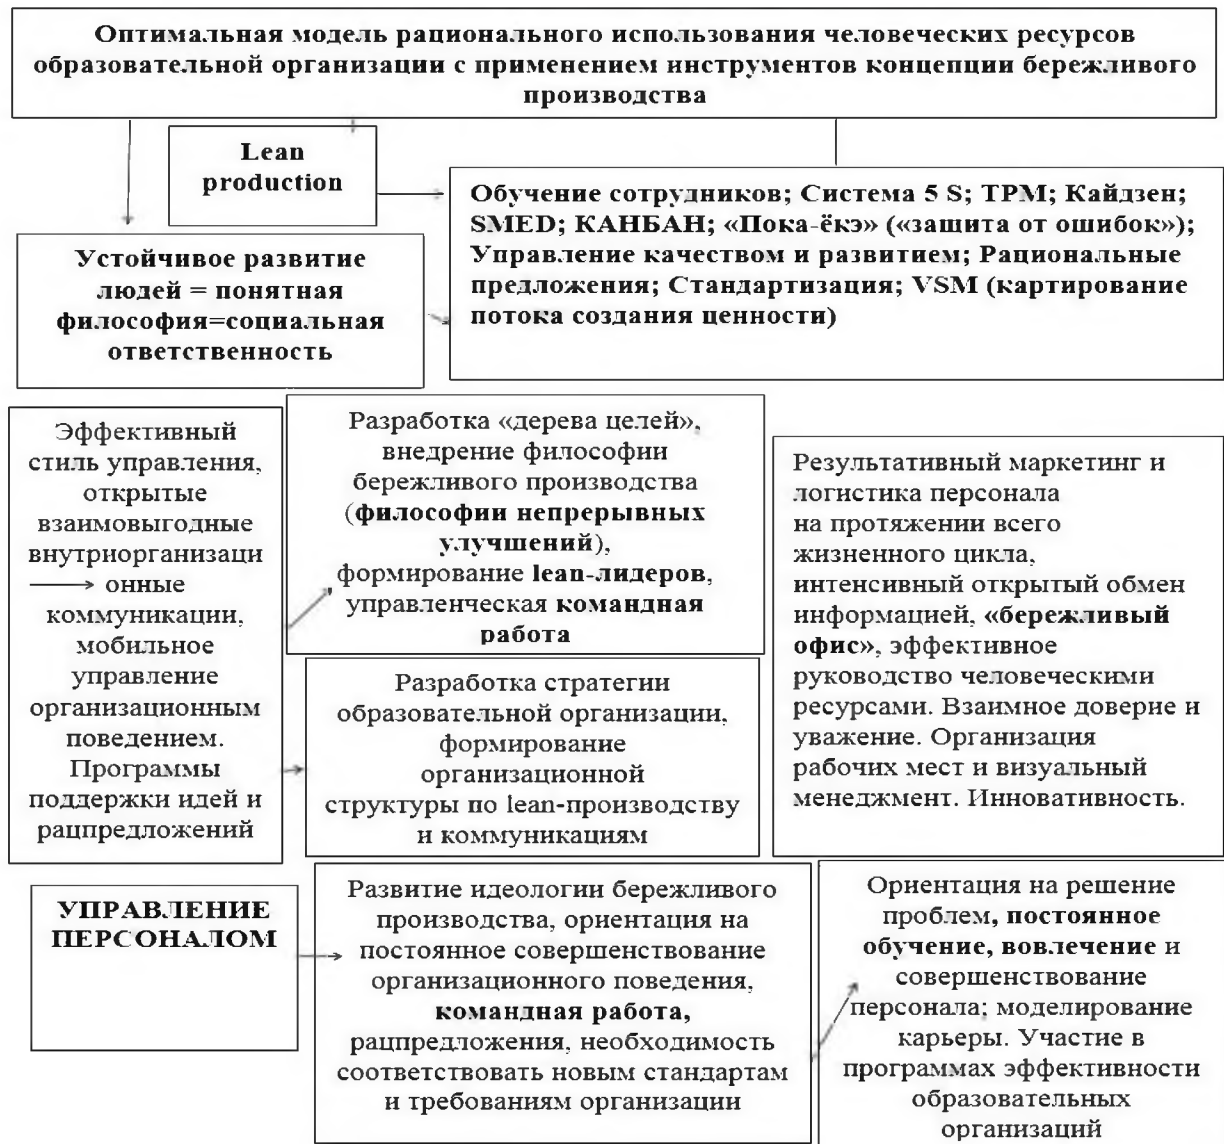 Оптимальная модель рационального использования человеческих ресурсов
образовательной организации с применением инструментов концепции бережливого
производства
Lean
production
Обучение сотрудников; Система 5 S; ТРМ; Кайдзен;
SMED; КАНБАН; «Пока-ёкэ» («защита от ошибок»);
Управление качеством и развитием; Рациональные
предложения; Стандартизация; VSM (картирование
потока создания ценности)
Устойчивое развитие
людей = понятная
философия=социальная
ответственность
Эффективный
стиль управления,
открытые
взаимовыгодные
внутриорганизаци
онные
коммуникации,
мобильное
управление
организационным
поведением.
Программы
поддержки идей и
рацпредложений
Разработка «дерева целей»,
внедрение философии
бережливого производства
(философии непрерывных
улучшений),
формирование lean-лидеров,
управленческая командная
работа
Разработка стратегии
образовательной организации,
формирование
организационной
структуры по lean-производству
и коммуникациям
Результативный маркетинг и
логистика персонала
на протяжении всего
жизненного цикла,
интенсивный открытый обмен
информацией, «бережливый
офис», эффективное
руководство человеческими
ресурсами. Взаимное доверие и
уважение. Организация
рабочих мест и визуальный
менеджмент. Инновативность.
УПРАВЛЕНИЕ
ПЕРСОНАЛОМ
Развитие идеологии бережливого
производства, ориентация на
постоянное совершенствование
организационного поведения,
командная работа,
рацпредложения, необходимость
соответствовать новым стандартам
и требованиям организации
Ориентация на решение
проблем, постоянное
обучение, вовлечение и
совершенствование
персонала; моделирование
карьеры. Участие в
программах эффективности
образовательных
организаций